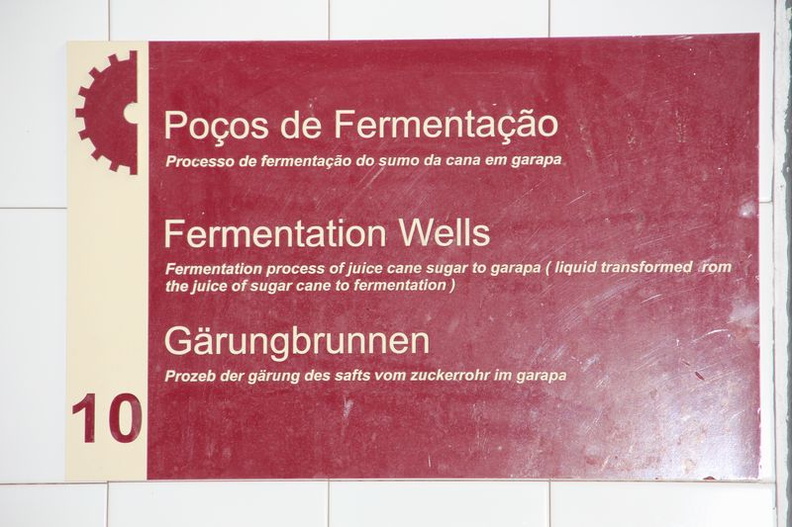 Poços de Fermentação
Processo de fermentação do sumo da cana em garapa
Fermentation Wells
Fermentation process of juice cane sugar to garapa ( liquid transformed rom
the juice of sugar cane to fermentation )
Gärungbrunnen
Prozeb der gärung des safts vom zuckerrohr im garapa
10